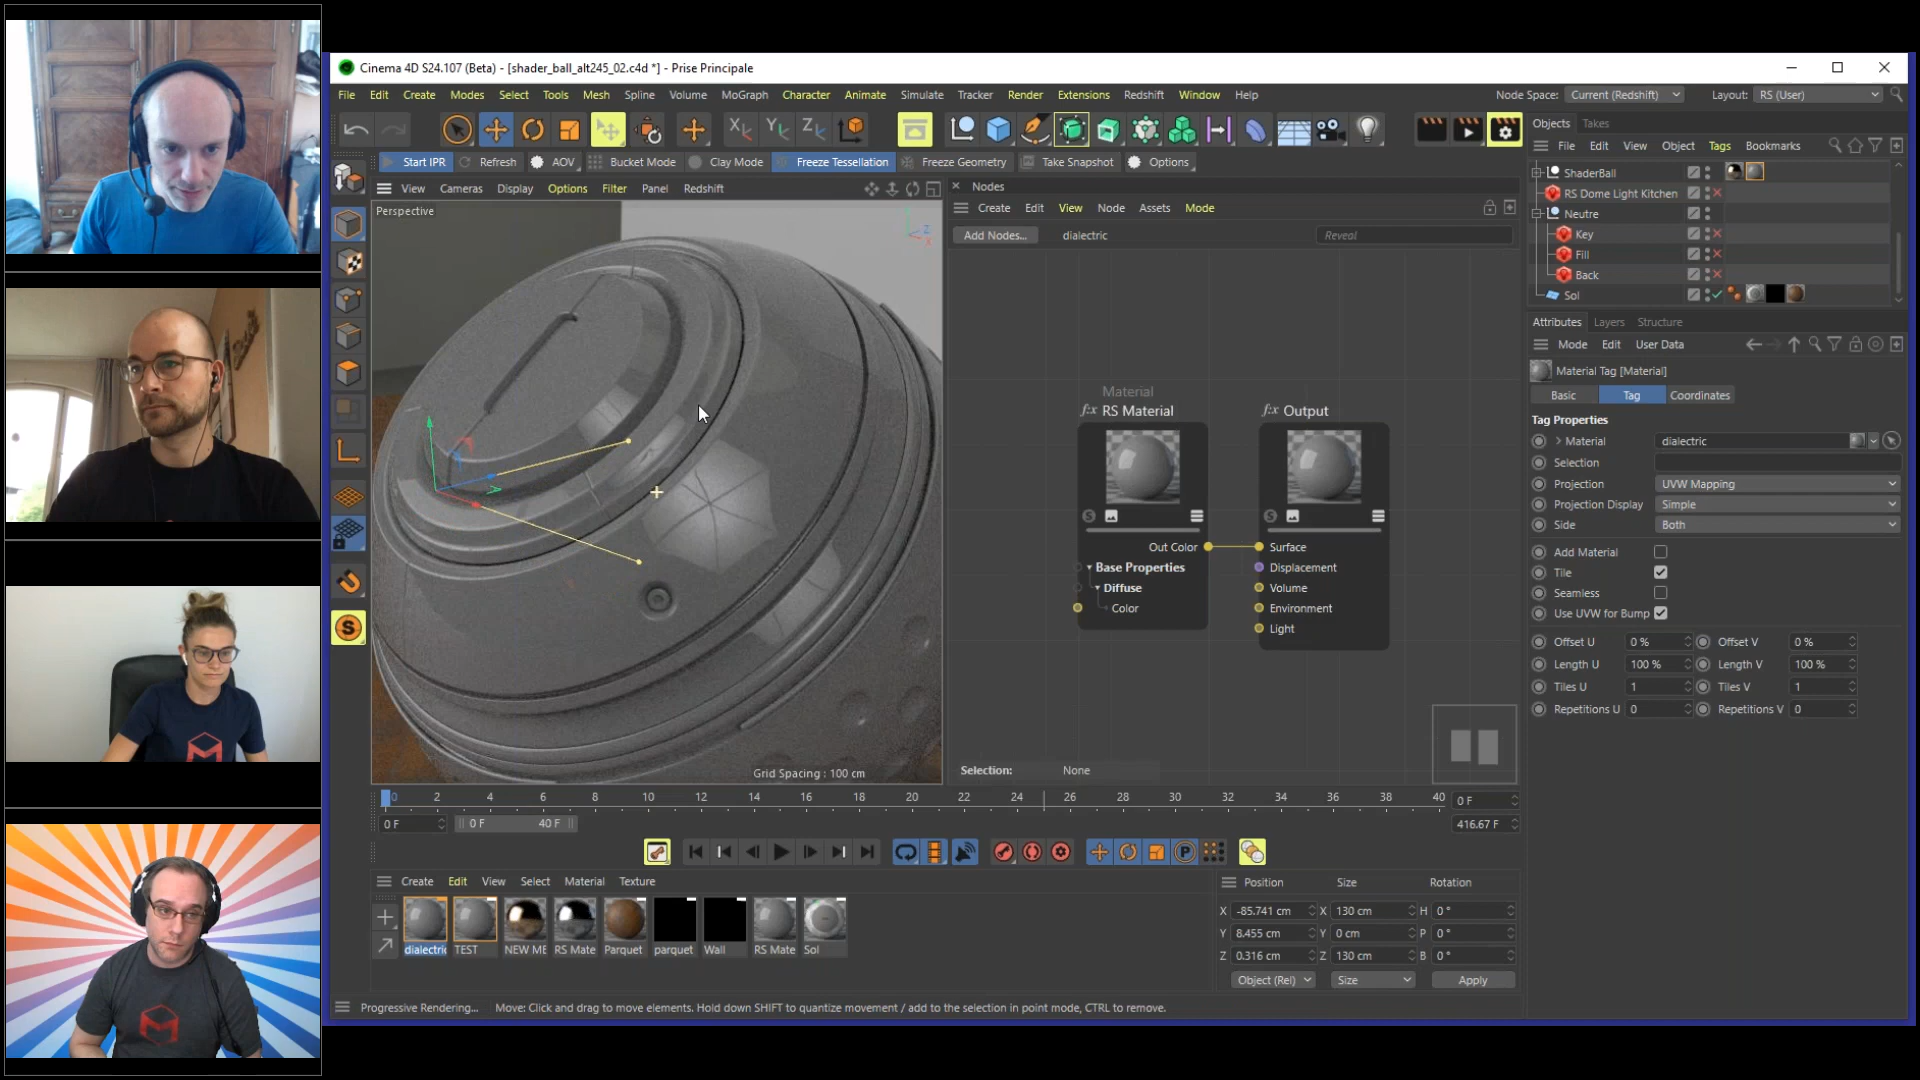 Cinema 4D S24.107 (Beta) - [shader_ball_alt245_02.c4d *] - Prise Principale
File Edit Create Modes Select Tools Mesh Spline Volume MoGraph Character Animate Simulate Tracker Render Extensions Redshift Window Help
Node Space: Current (Redshift) Layout: RS (User)
Start IPR Refresh AOV Bucket Mode Clay Mode Freeze Tessellation Freeze Geometry Take Snapshot Options
View Cameras Display Options Filter Panel Redshift
Perspective
Grid Spacing : 100 cm
Nodes
Create Edit View Node Assets Mode
Add Nodes... dialectric Reveal
Material
RS Material
Out Color
Base Properties
Diffuse
Color
Output
Surface
Displacement
Volume
Environment
Light
Selection: None
Objects Takes
File Edit View Object Tags Bookmarks
ShaderBall
RS Dome Light Kitchen
Neutre
Key
Fill
Back
Sol
Attributes Layers Structure
Mode Edit User Data
Material Tag [Material]
Basic Tag Coordinates
Tag Properties
Material dialectric
Selection
Projection UVW Mapping
Projection Display Simple
Side Both
Add Material
Tile
Seamless
Use UVW for Bump
Offset U 0 % Offset V 0 %
Length U 100 % Length V 100 %
Tiles U 1 Tiles V 1
Repetitions U 0 Repetitions V 0
0 2 4 6 8 10 12 14 16 18 20 22 24 26 28 30 32 34 36 38 40 0 F
0 F 0 F 40 F 416.67 F
Create Edit View Select Material Texture
dialectric TEST NEW ME RS Mate Parquet parquet Wall RS Mate Sol
Position Size Rotation
X -85.741 cm X 130 cm H 0 °
Y 8.455 cm Y 0 cm P 0 °
Z 0.316 cm Z 130 cm B 0 °
Object (Rel) Size Apply
Progressive Rendering... Move: Click and drag to move elements. Hold down SHIFT to quantize movement / add to the selection in point mode, CTRL to remove.